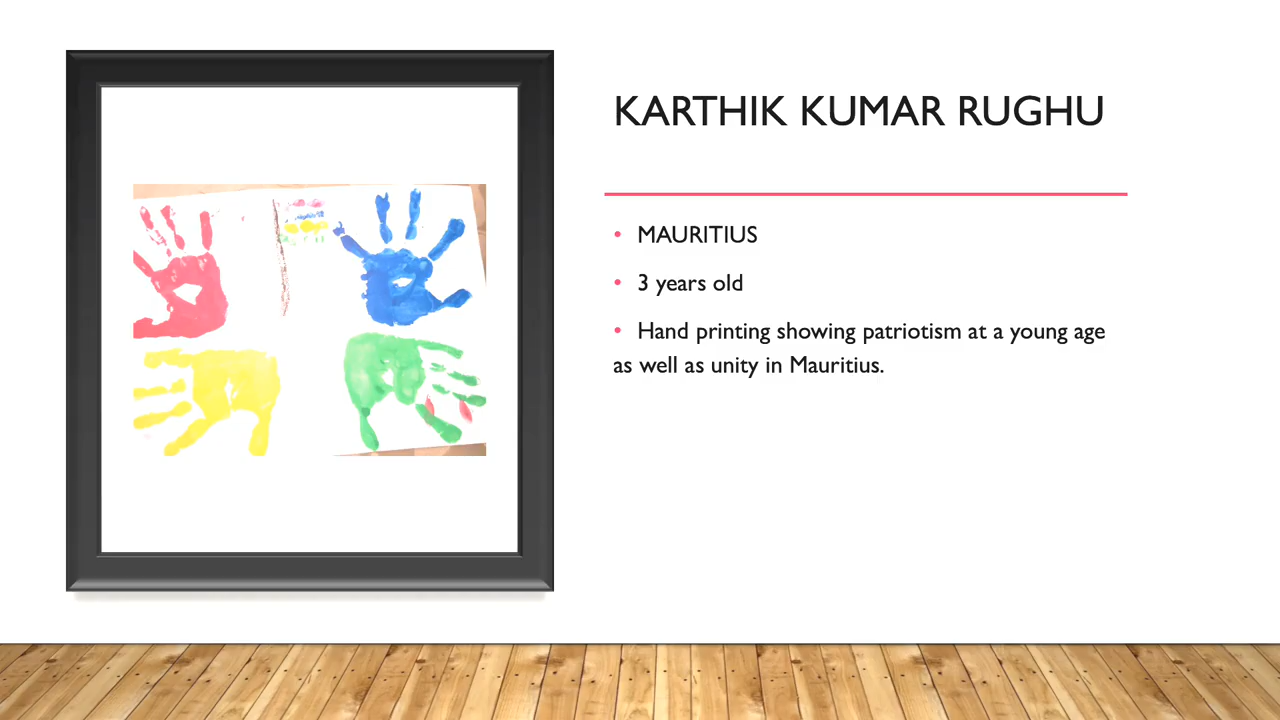 KARTHIK KUMAR RUGHU
• MAURITIUS
• 3 years old
• Hand printing showing patriotism at a young age
as well as unity in Mauritius.